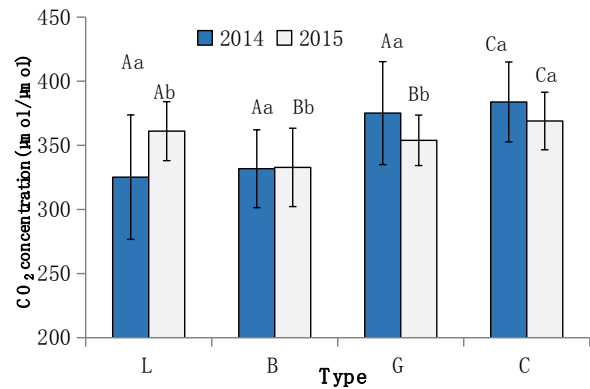 450
2014 2015
Aa Ab Aa Bb Aa Bb Ca Ca
400
350
300
250
200
CO2 concentration(μmol/μmol)
L B G C
Type